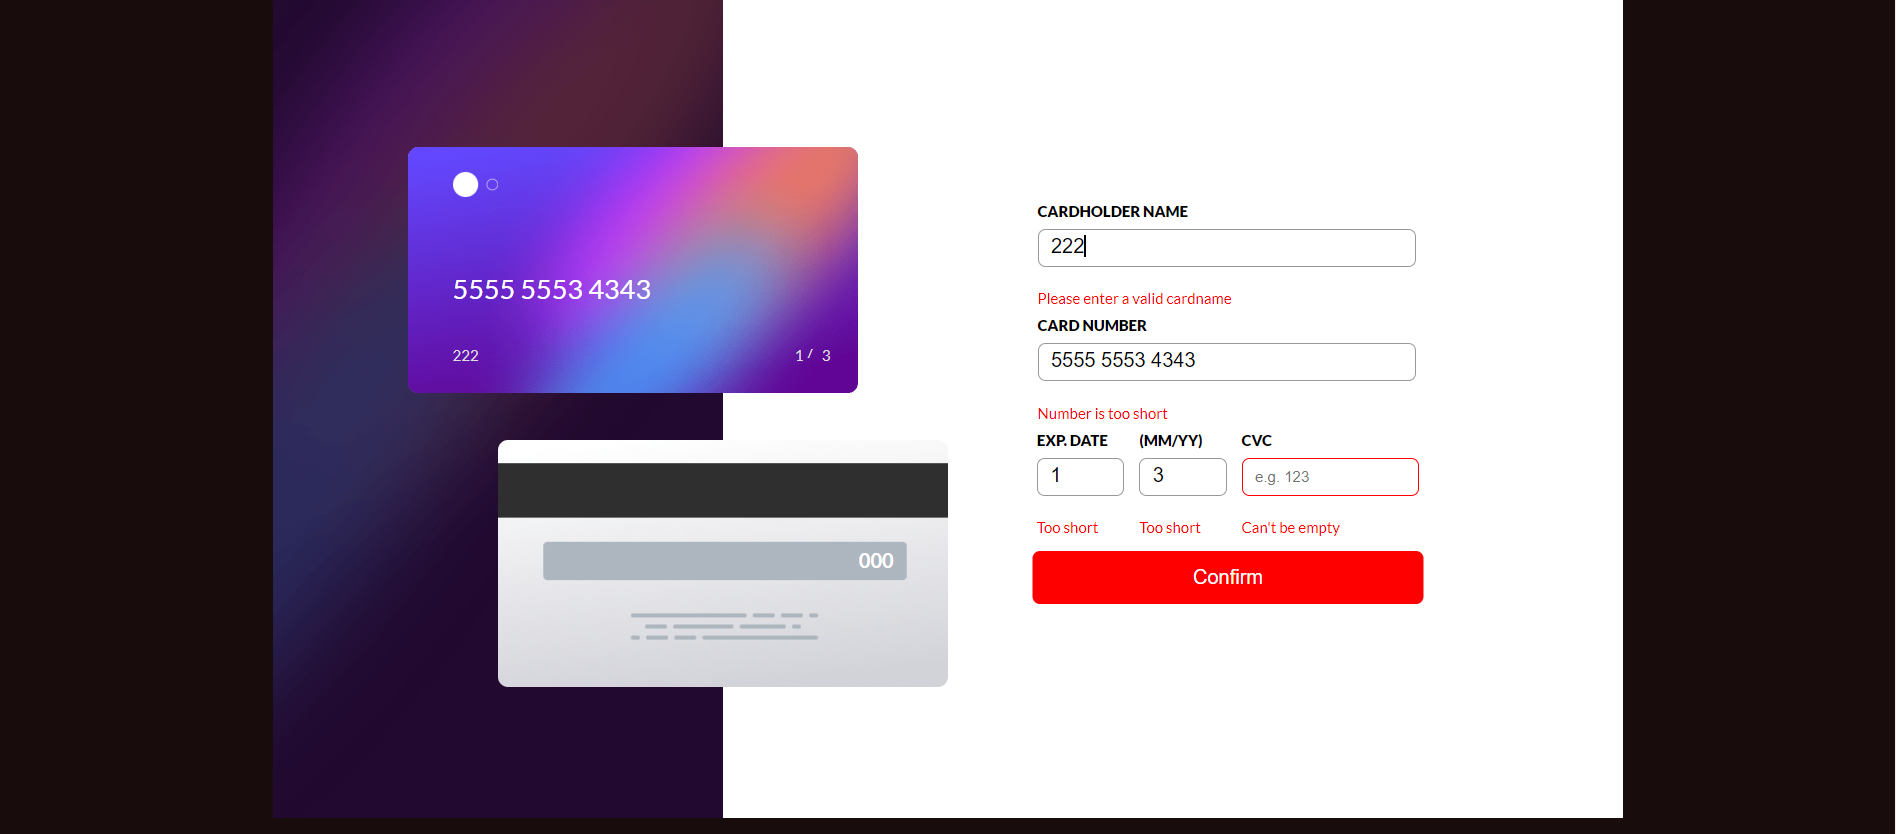 5555 5553 4343
222
1 / 3
000
CARDHOLDER NAME
222
Please enter a valid cardname
CARD NUMBER
5555 5553 4343
Number is too short
EXP. DATE (MM/YY) CVC
1 3 e.g. 123
Too short Too short Can't be empty
Confirm